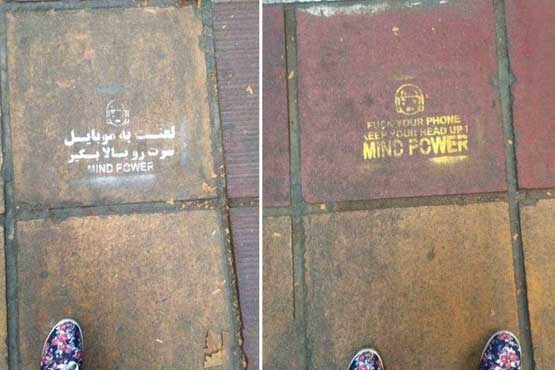 لعنت به موبایل
سرت رو بالا بگیر
MIND POWER
FUCK YOUR PHONE
KEEP YOUR HEAD UP!
MIND POWER